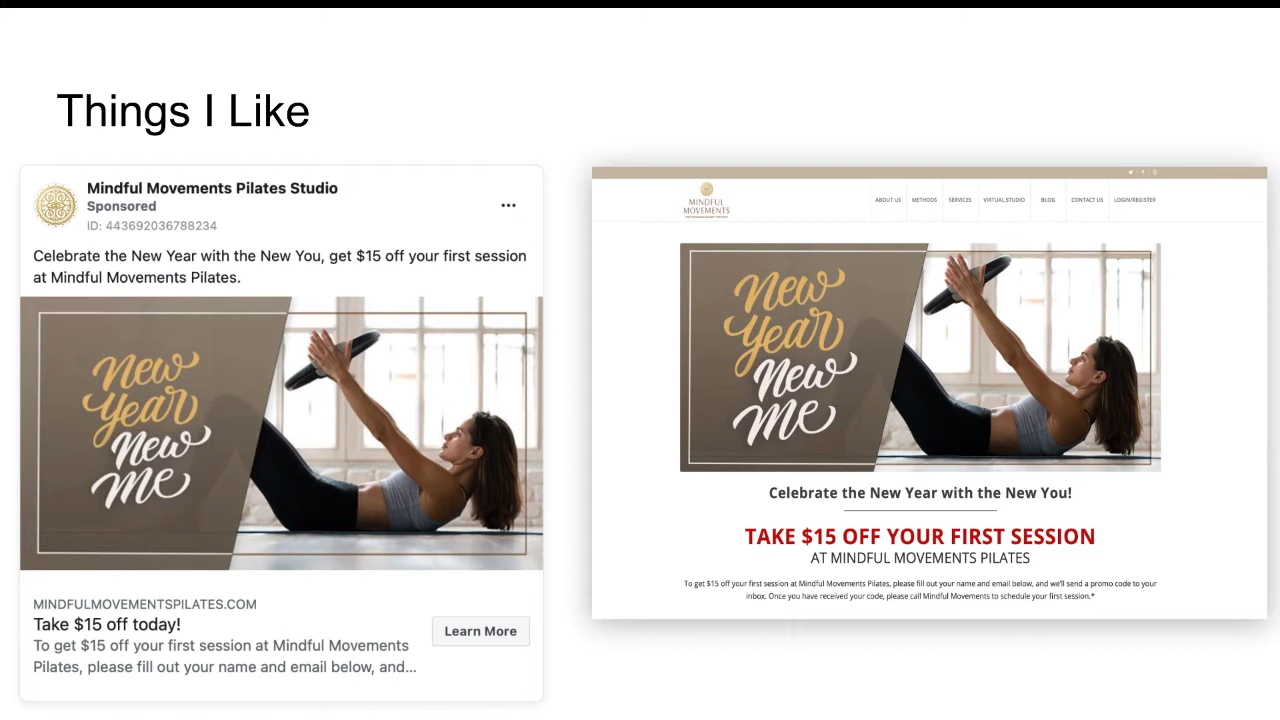 Things I Like
Mindful Movements Pilates Studio
Sponsored
ID: 443692036788234
Celebrate the New Year with the New You, get $15 off your first session
at Mindful Movements Pilates.
New
Year
New
Me
MINDFULMOVEMENTSPILATES.COM
Take $15 off today!
To get $15 off your first session at Mindful Movements
Pilates, please fill out your name and email below, and...
Learn More
MINDFUL
MOVEMENTS
ABOUT US METHODS SERVICES VIRTUAL STUDIO BLOG CONTACT US LOGIN/REGISTER
New
Year
New
Me
Celebrate the New Year with the New You!
TAKE $15 OFF YOUR FIRST SESSION
AT MINDFUL MOVEMENTS PILATES
To get $15 off your first session at Mindful Movements Pilates, please fill out your name and email below, and we'll send a promo code to your
inbox. Once you have received your code, please call Mindful Movements to schedule your first session.*